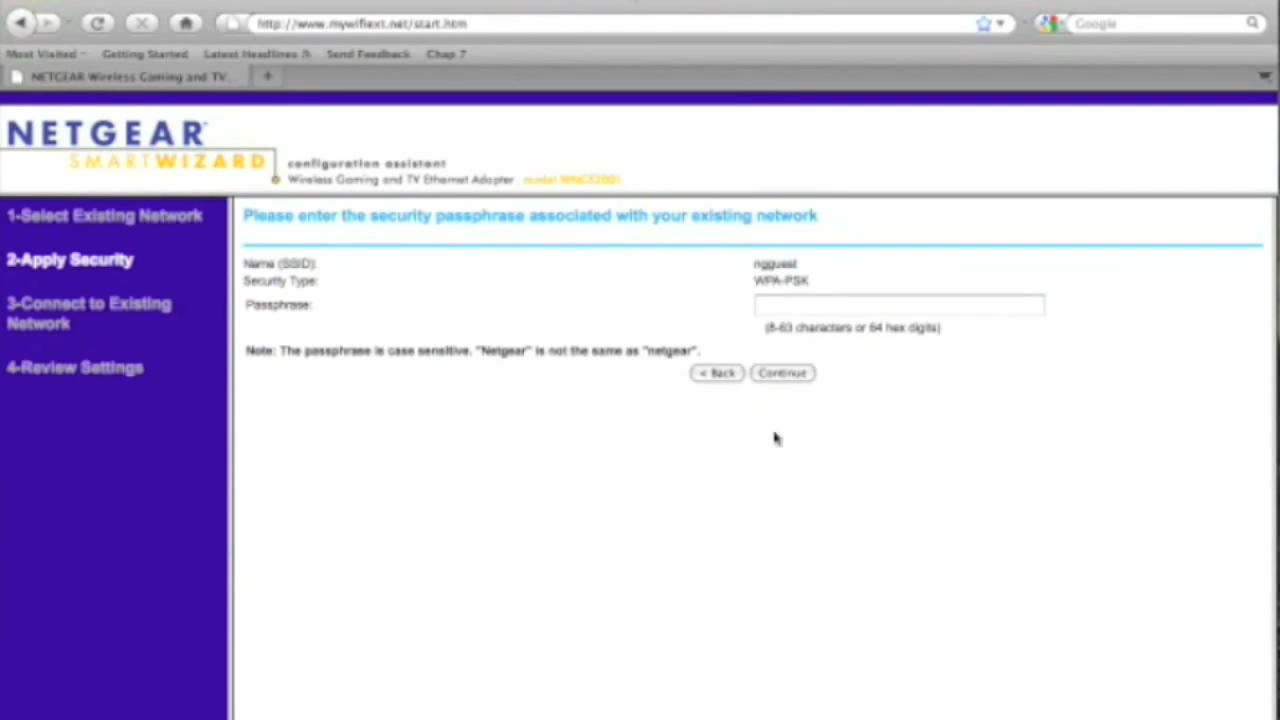 http://www.mywifiext.net/start.htm
Google
Most Visited
Getting Started
Latest Headlines
Send Feedback
Chap 7
NETGEAR Wireless Gaming and TV...
+
NETGEAR
SMARTWIZARD
configuration assistant
Wireless Gaming and TV Ethernet Adapter model WNCE2001
1-Select Existing Network
2-Apply Security
3-Connect to Existing
Network
4-Review Settings
Please enter the security passphrase associated with your existing network
Name (SSID): ngguest
Security Type: WPA-PSK
Passphrase:
(8-63 characters or 64 hex digits)
Note: The passphrase is case sensitive. "Netgear" is not the same as "netgear".
< Back
Continue